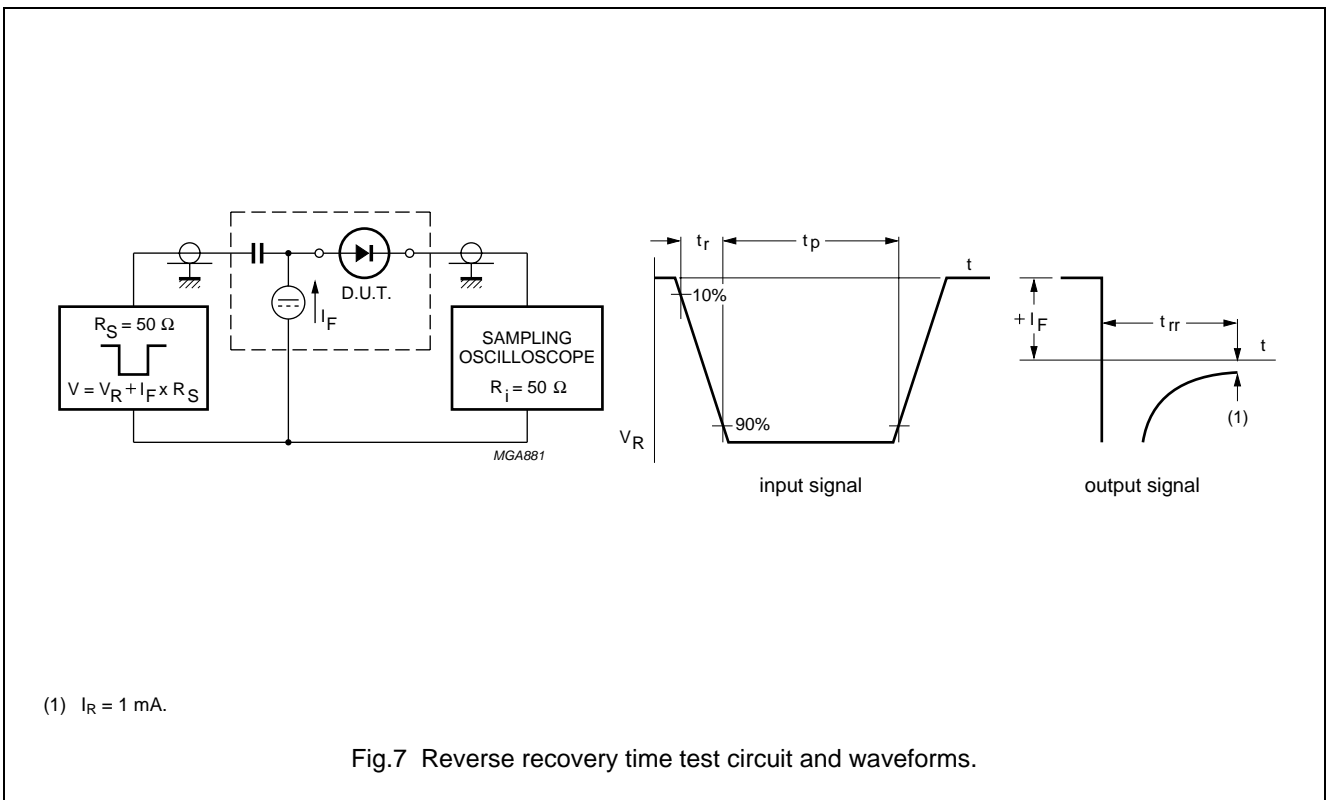 R_S = 50 Ω
V = V_R + I_F x R_S
I_F
D.U.T.
SAMPLING
OSCILLOSCOPE
R_i = 50 Ω
MGA881
t_r
t_p
t
10%
90%
V_R
input signal
+ I_F
t_rr
t
(1)
output signal
(1) I_R = 1 mA.
Fig.7 Reverse recovery time test circuit and waveforms.